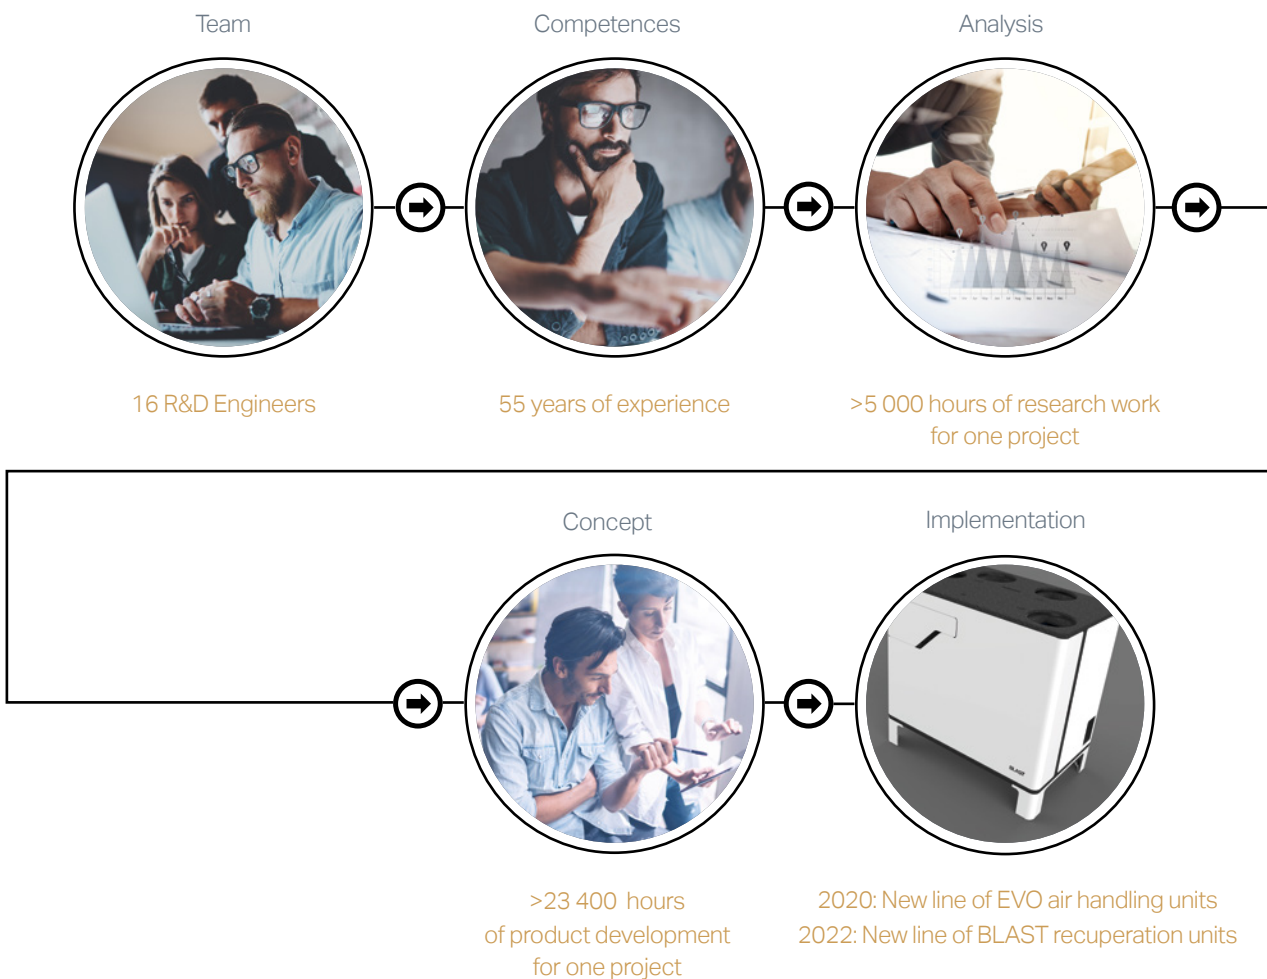 Team
Competences
Analysis
16 R&D Engineers
55 years of experience
>5 000 hours of research work
for one project
Concept
Implementation
BLAST
>23 400 hours
of product development
for one project
2020: New line of EVO air handling units
2022: New line of BLAST recuperation units